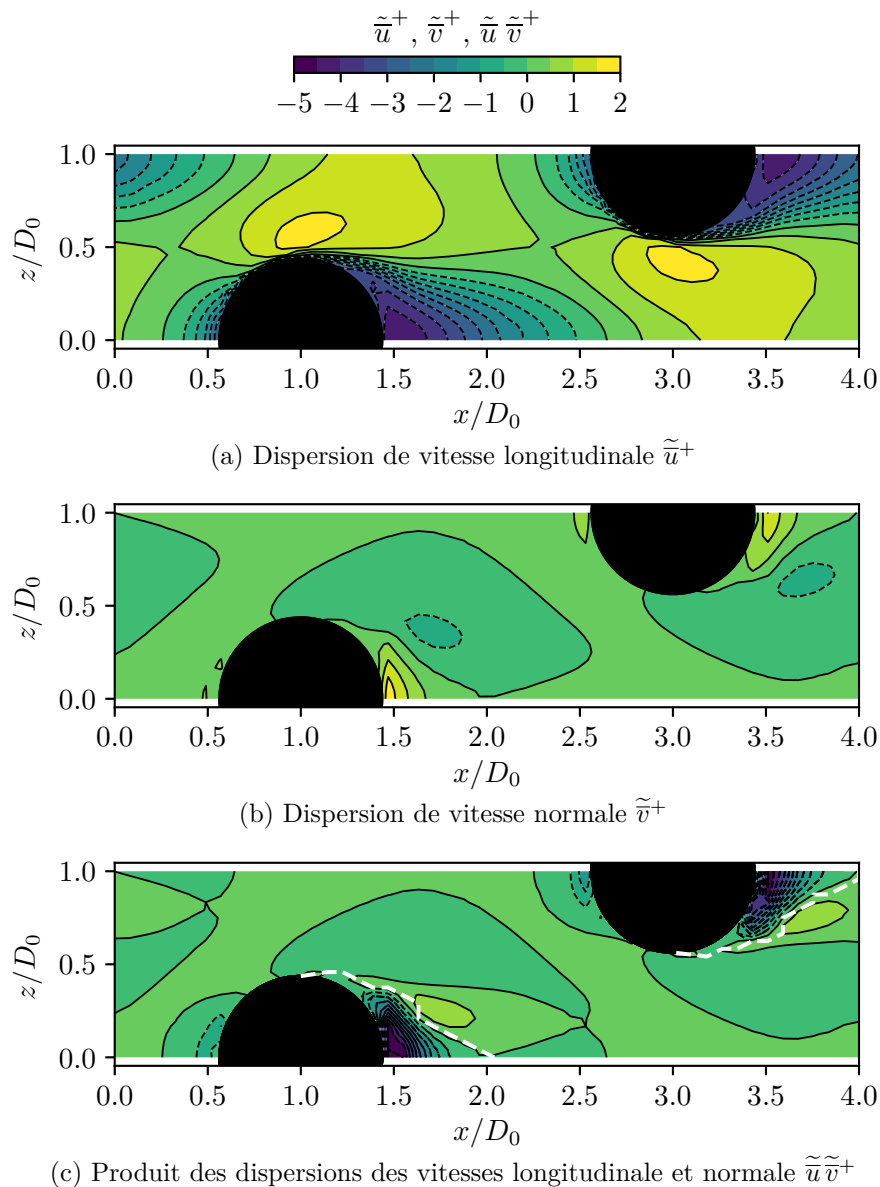 ũ̅⁺, ṽ̅⁺, ũ̅ ṽ̅⁺
−5 −4 −3 −2 −1 0 1 2
1.0
0.5
0.0
z/D₀
0.0 0.5 1.0 1.5 2.0 2.5 3.0 3.5 4.0
x/D₀
(a) Dispersion de vitesse longitudinale ũ̅⁺
1.0
0.5
0.0
z/D₀
0.0 0.5 1.0 1.5 2.0 2.5 3.0 3.5 4.0
x/D₀
(b) Dispersion de vitesse normale ṽ̅⁺
1.0
0.5
0.0
z/D₀
0.0 0.5 1.0 1.5 2.0 2.5 3.0 3.5 4.0
x/D₀
(c) Produit des dispersions des vitesses longitudinale et normale ũ̅ ṽ̅⁺